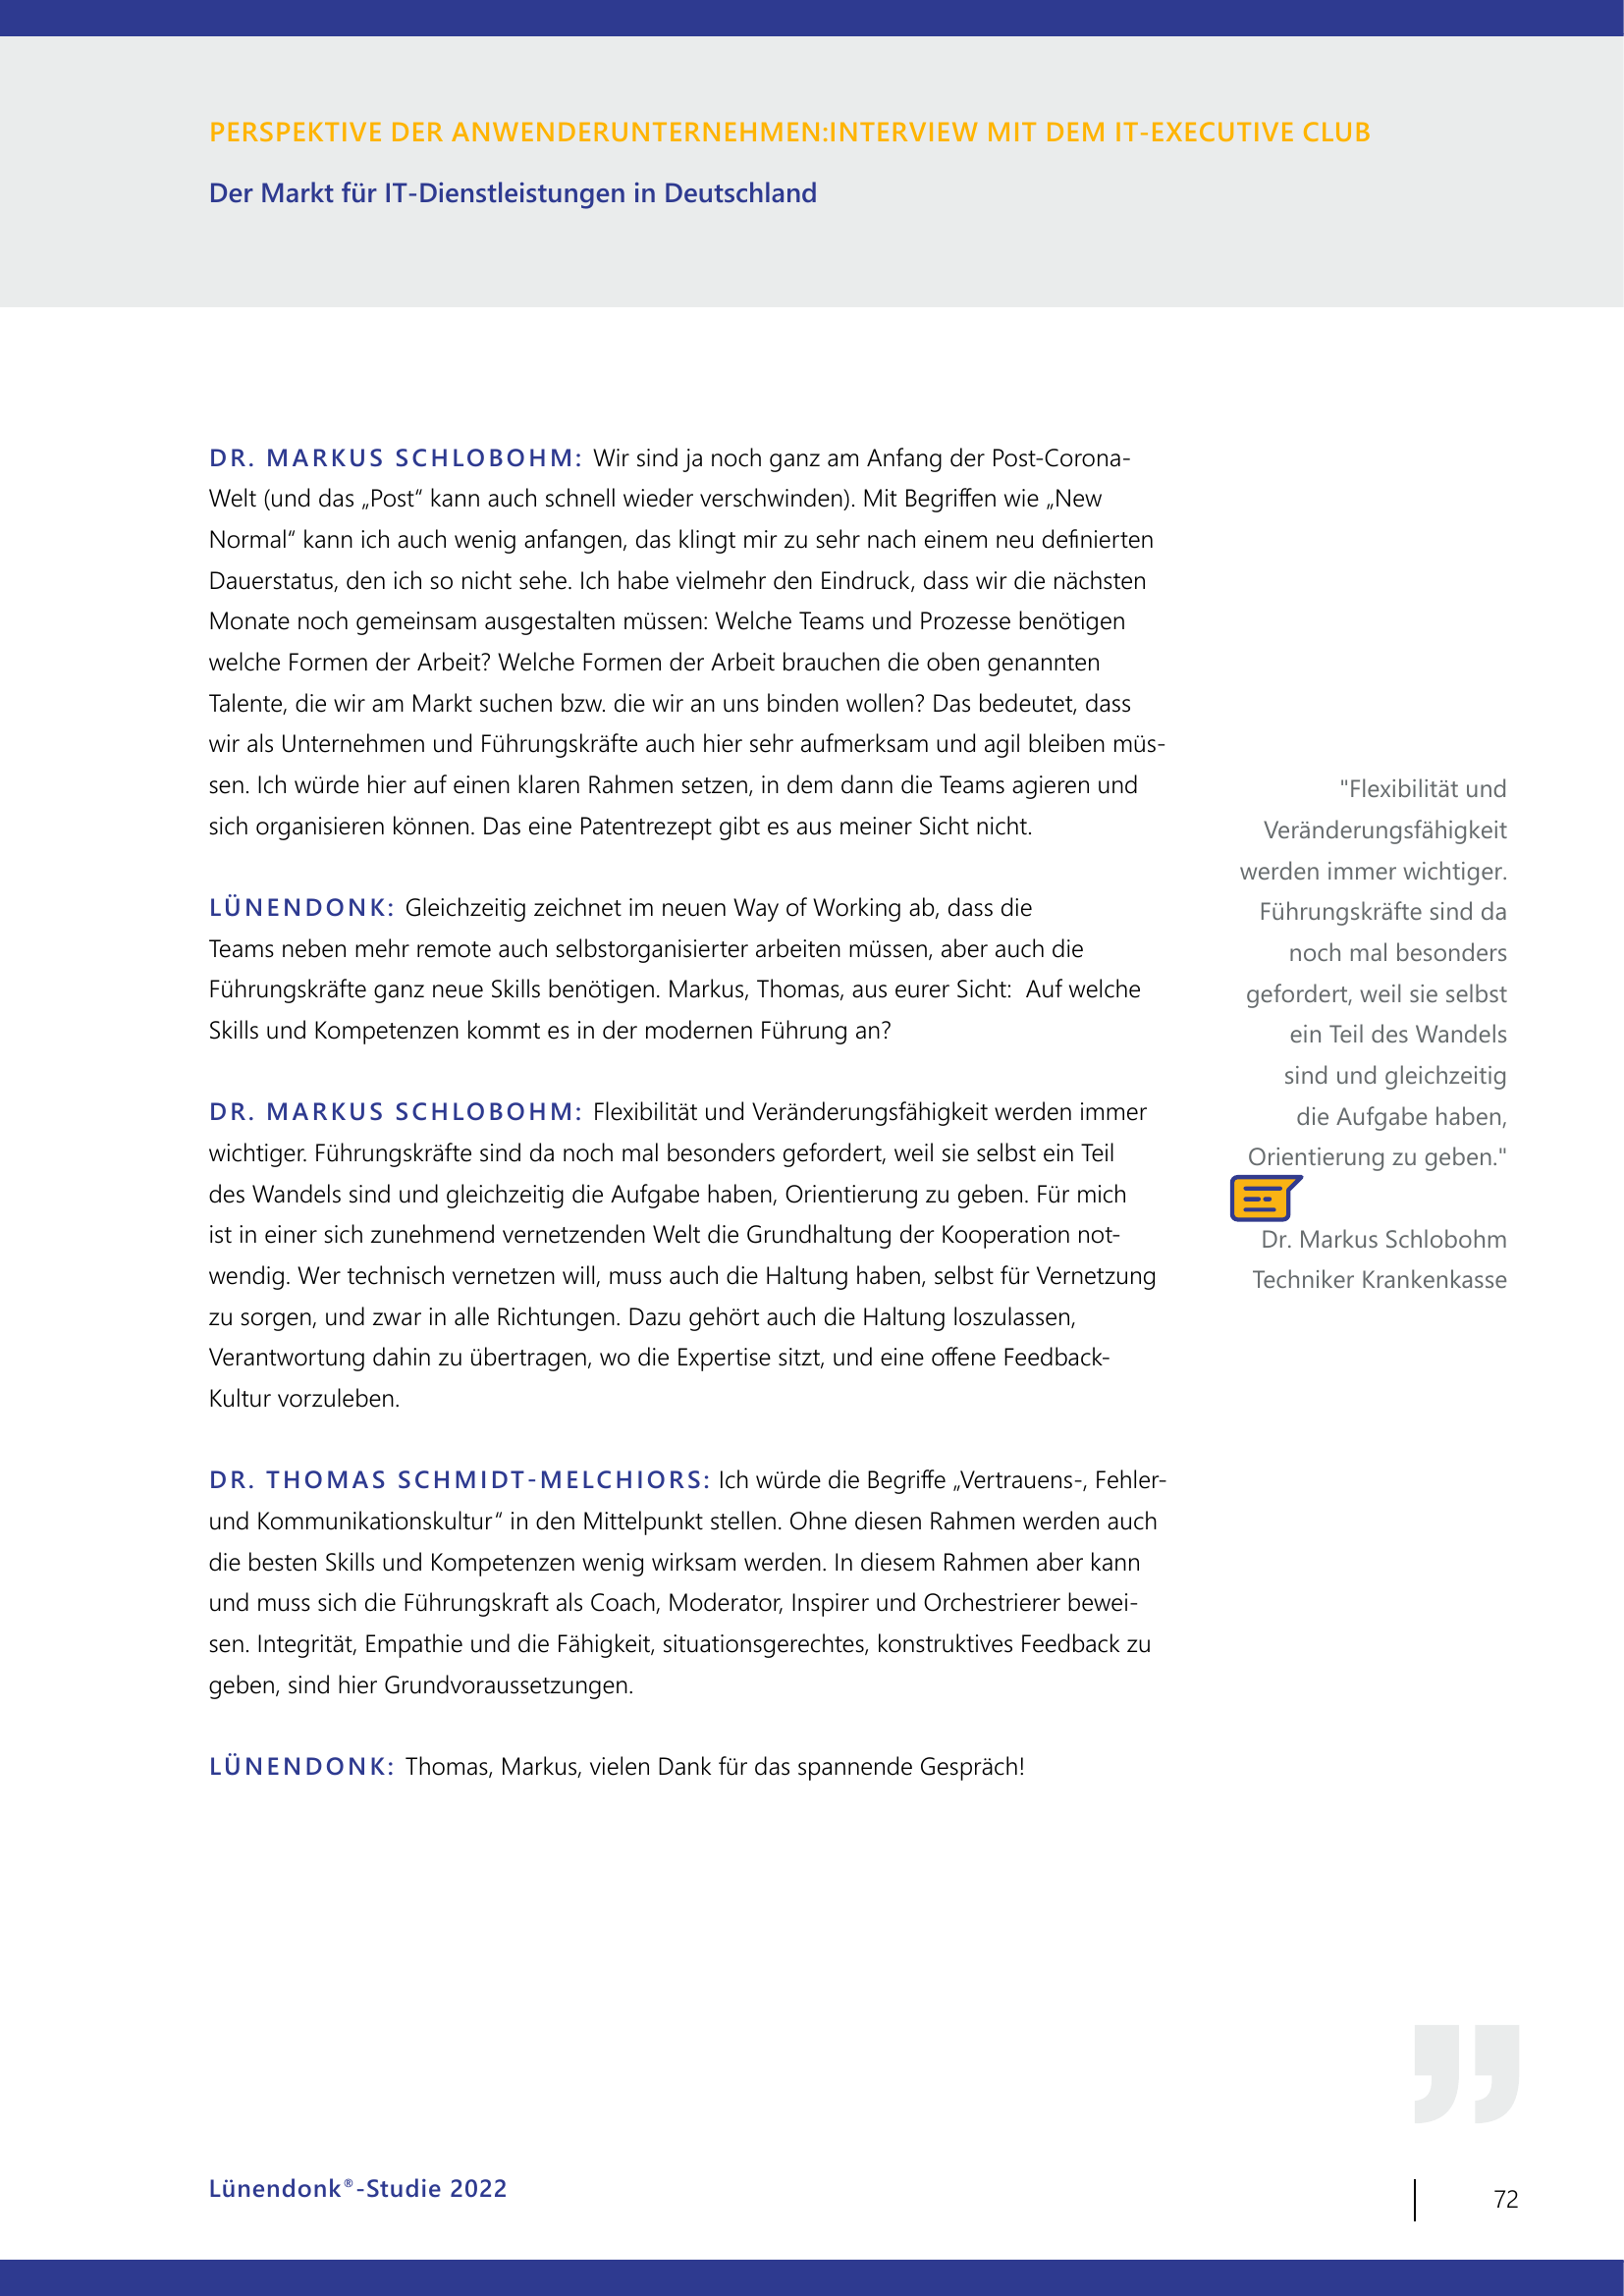 PERSPEKTIVE DER ANWENDERUNTERNEHMEN:INTERVIEW MIT DEM IT-EXECUTIVE CLUB
Der Markt für IT-Dienstleistungen in Deutschland
DR. MARKUS SCHLOBOHM: Wir sind ja noch ganz am Anfang der Post-Corona-
Welt (und das „Post“ kann auch schnell wieder verschwinden). Mit Begriffen wie „New
Normal“ kann ich auch wenig anfangen, das klingt mir zu sehr nach einem neu definierten
Dauerstatus, den ich so nicht sehe. Ich habe vielmehr den Eindruck, dass wir die nächsten
Monate noch gemeinsam ausgestalten müssen: Welche Teams und Prozesse benötigen
welche Formen der Arbeit? Welche Formen der Arbeit brauchen die oben genannten
Talente, die wir am Markt suchen bzw. die wir an uns binden wollen? Das bedeutet, dass
wir als Unternehmen und Führungskräfte auch hier sehr aufmerksam und agil bleiben müs-
sen. Ich würde hier auf einen klaren Rahmen setzen, in dem dann die Teams agieren und
sich organisieren können. Das eine Patentrezept gibt es aus meiner Sicht nicht.
LÜNENDONK: Gleichzeitig zeichnet im neuen Way of Working ab, dass die
Teams neben mehr remote auch selbstorganisierter arbeiten müssen, aber auch die
Führungskräfte ganz neue Skills benötigen. Markus, Thomas, aus eurer Sicht:  Auf welche
Skills und Kompetenzen kommt es in der modernen Führung an?
DR. MARKUS SCHLOBOHM: Flexibilität und Veränderungsfähigkeit werden immer
wichtiger. Führungskräfte sind da noch mal besonders gefordert, weil sie selbst ein Teil
des Wandels sind und gleichzeitig die Aufgabe haben, Orientierung zu geben. Für mich
ist in einer sich zunehmend vernetzenden Welt die Grundhaltung der Kooperation not-
wendig. Wer technisch vernetzen will, muss auch die Haltung haben, selbst für Vernetzung
zu sorgen, und zwar in alle Richtungen. Dazu gehört auch die Haltung loszulassen,
Verantwortung dahin zu übertragen, wo die Expertise sitzt, und eine offene Feedback-
Kultur vorzuleben.
DR. THOMAS SCHMIDT-MELCHIORS: Ich würde die Begriffe „Vertrauens-, Fehler-
und Kommunikationskultur“ in den Mittelpunkt stellen. Ohne diesen Rahmen werden auch
die besten Skills und Kompetenzen wenig wirksam werden. In diesem Rahmen aber kann
und muss sich die Führungskraft als Coach, Moderator, Inspirer und Orchestrierer bewei-
sen. Integrität, Empathie und die Fähigkeit, situationsgerechtes, konstruktives Feedback zu
geben, sind hier Grundvoraussetzungen.
LÜNENDONK: Thomas, Markus, vielen Dank für das spannende Gespräch!
"Flexibilität und
Veränderungsfähigkeit
werden immer wichtiger.
Führungskräfte sind da
noch mal besonders
gefordert, weil sie selbst
ein Teil des Wandels
sind und gleichzeitig
die Aufgabe haben,
Orientierung zu geben."
Dr. Markus Schlobohm
Techniker Krankenkasse
Lünendonk®-Studie 2022
72